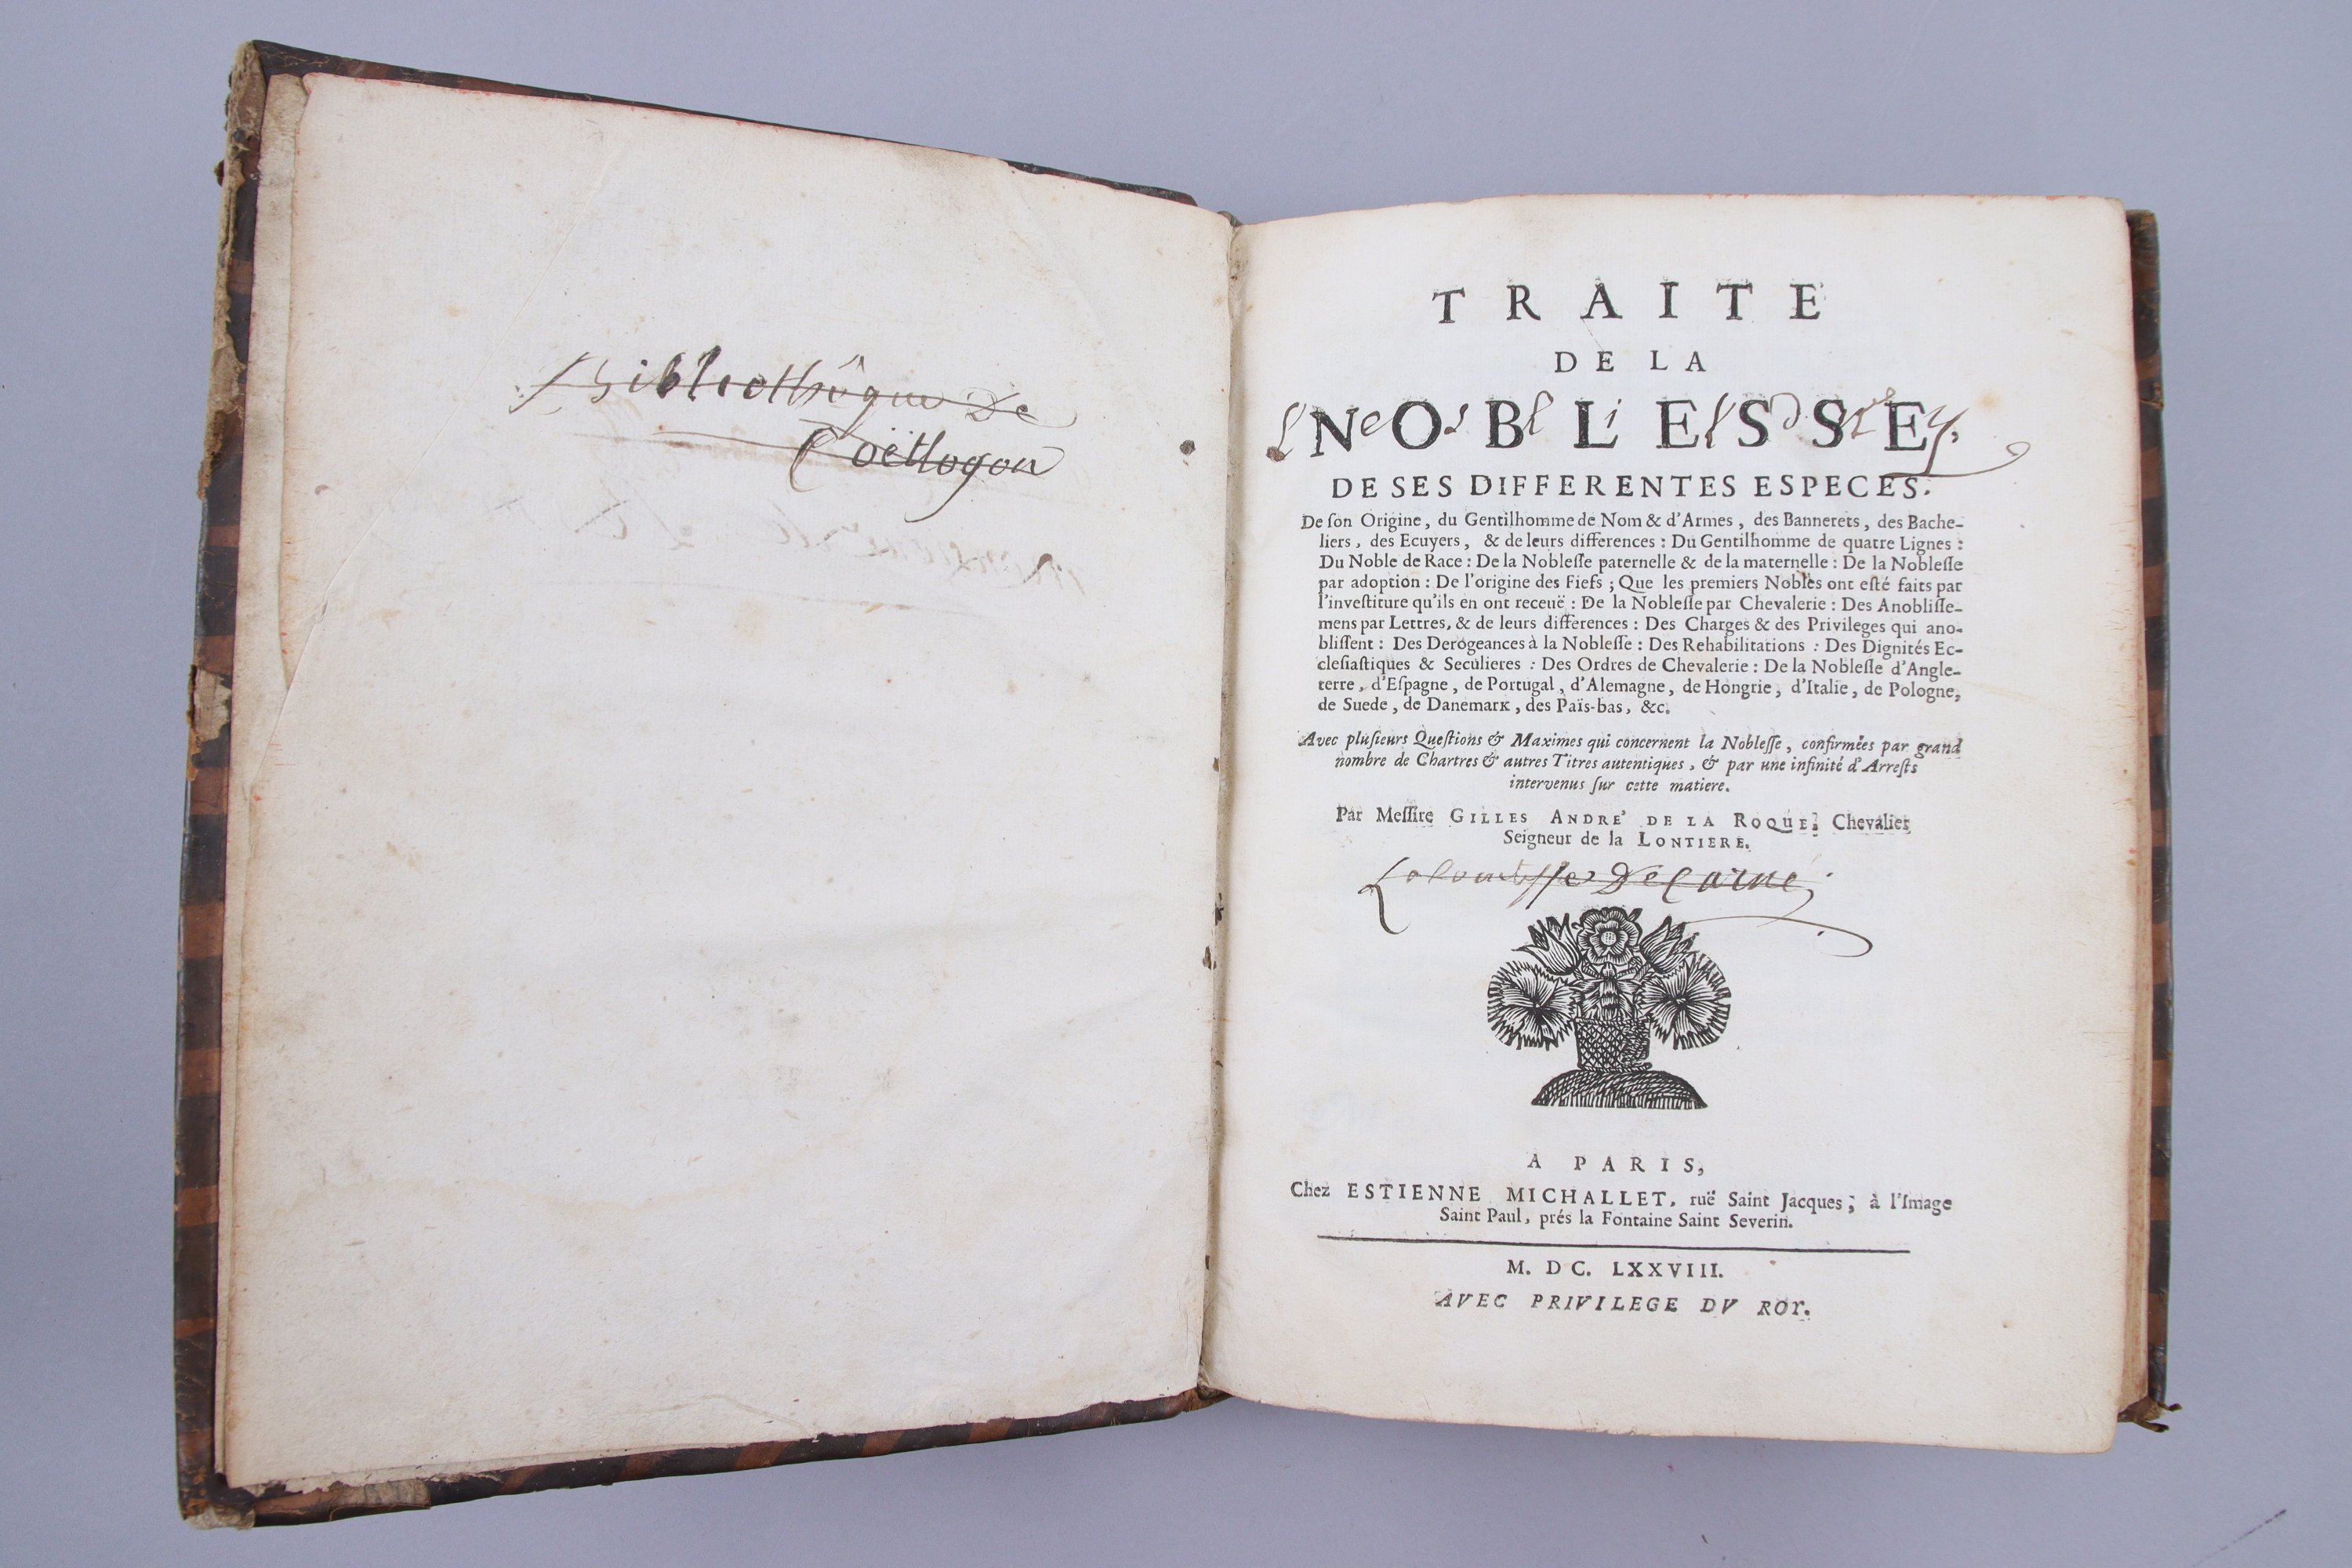 Bibliothêque De
Coëtlogon
TRAITE
DE LA
NOBLESSE,
DE SES DIFFERENTES ESPECES.
De ſon Origine, du Gentilhomme de Nom & d'Armes, des Bannerets, des Bache-
liers, des Ecuyers, & de leurs differences : Du Gentilhomme de quatre Lignes :
Du Noble de Race : De la Nobleſſe paternelle & de la maternelle : De la Nobleſſe
par adoption : De l'origine des Fiefs ; Que les premiers Nobles ont eſté faits par
l'inveſtiture qu'ils en ont receuë : De la Nobleſſe par Chevalerie : Des Anobliſſe-
mens par Lettres, & de leurs differences : Des Charges & des Privileges qui ano-
bliſſent : Des Derogeances à la Nobleſſe : Des Rehabilitations : Des Dignités Ec-
cleſiaſtiques & Seculieres : Des Ordres de Chevalerie : De la Nobleſſe d'Angle-
terre, d'Eſpagne, de Portugal, d'Alemagne, de Hongrie, d'Italie, de Pologne,
de Suede, de Danemark, des Païs-bas, &c.
Avec pluſieurs Queſtions & Maximes qui concernent la Nobleſſe, confirmées par grand
nombre de Chartres & autres Titres autentiques, & par une infinité d'Arreſts
intervenus ſur cette matiere.
Par Meſſire GILLES ANDRE' DE LA ROQUE, Chevalier
Seigneur de la LONTIERE.
La Comtesse De Carné
A PARIS,
Chez ESTIENNE MICHALLET, ruë Saint Jacques ; à l'Image
Saint Paul, prés la Fontaine Saint Severin.
M. DC. LXXVIII.
AVEC PRIVILEGE DV ROY.